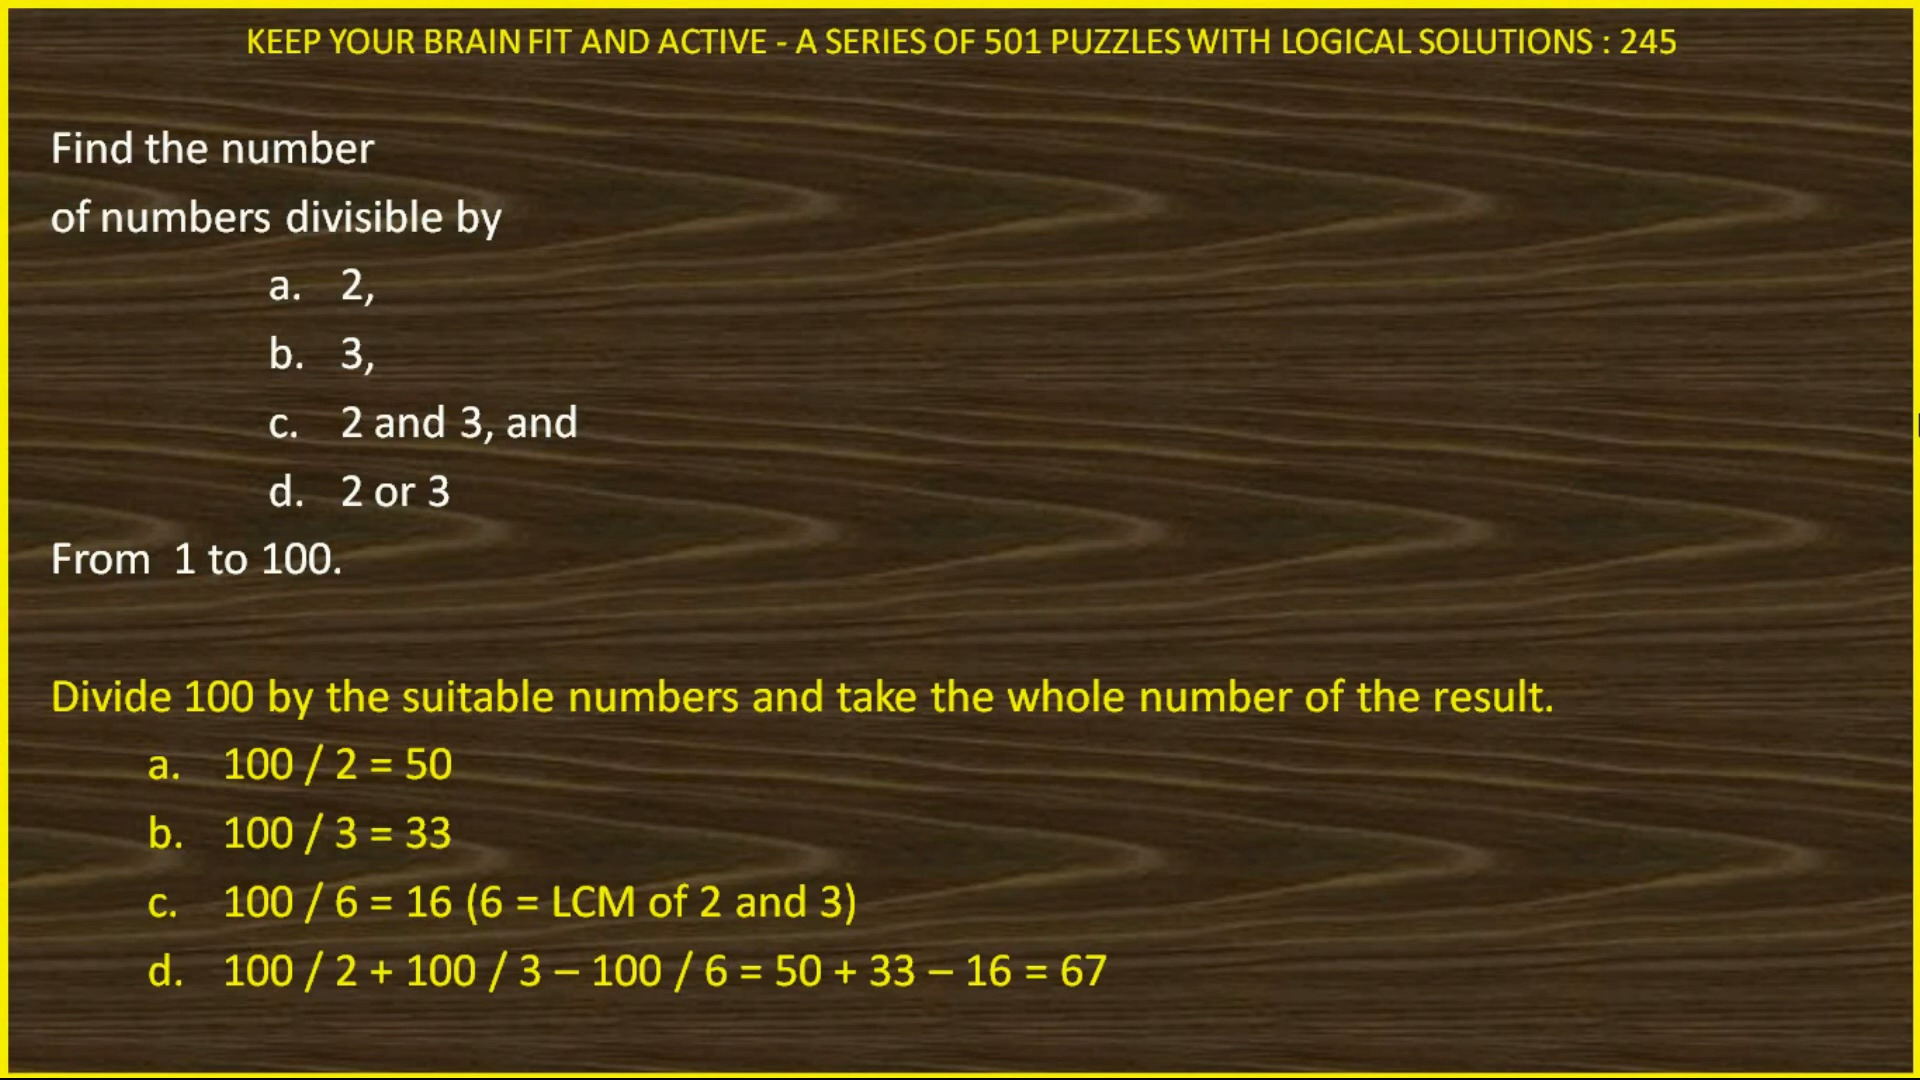 KEEP YOUR BRAIN FIT AND ACTIVE - A SERIES OF 501 PUZZLES WITH LOGICAL SOLUTIONS : 245
Find the number
of numbers divisible by
a. 2,
b. 3,
c. 2 and 3, and
d. 2 or 3
From 1 to 100.
Divide 100 by the suitable numbers and take the whole number of the result.
a. 100 / 2 = 50
b. 100 / 3 = 33
c. 100 / 6 = 16 (6 = LCM of 2 and 3)
d. 100 / 2 + 100 / 3 – 100 / 6 = 50 + 33 – 16 = 67